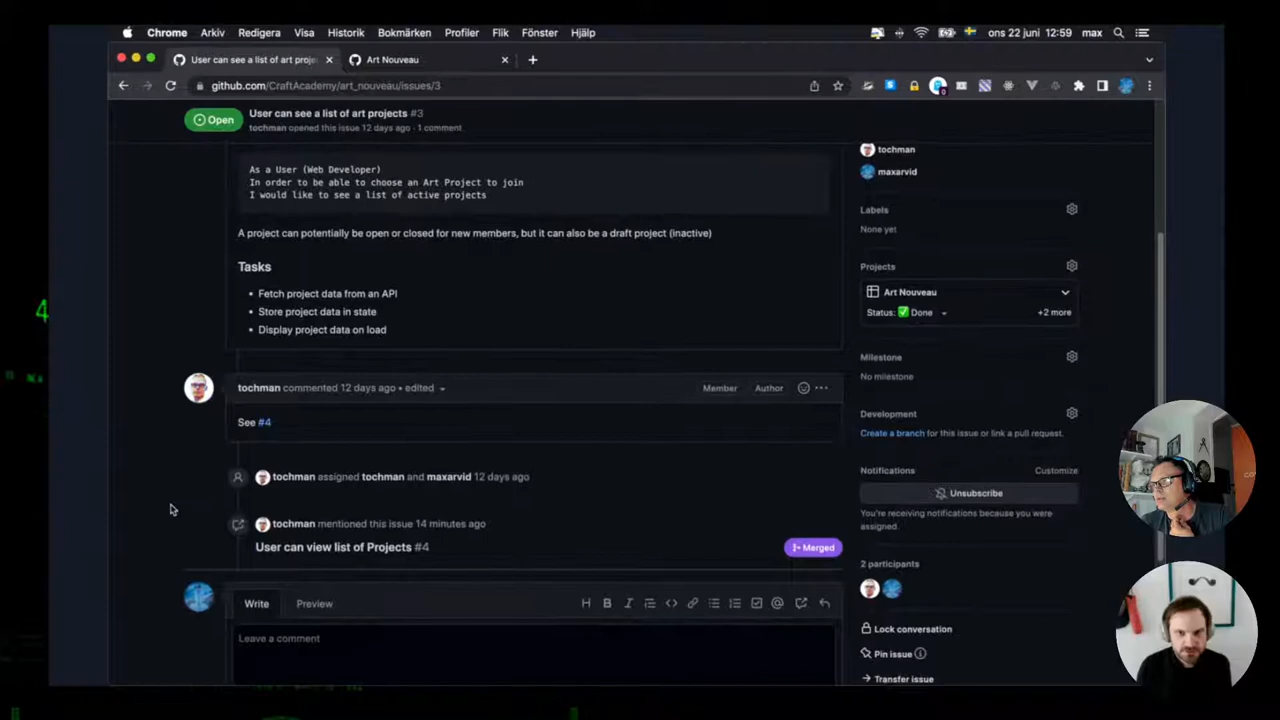 Chrome Arkiv Redigera Visa Historik Bokmärken Profiler Flik Fönster Hjälp ons 22 juni 12:59 max
User can see a list of art proje Art Nouveau
github.com/CraftAcademy/art_nouveau/issues/3
Open User can see a list of art projects #3
tochman opened this issue 12 days ago · 1 comment
As a User (Web Developer)
In order to be able to choose an Art Project to join
I would like to see a list of active projects
A project can potentially be open or closed for new members, but it can also be a draft project (inactive)
Tasks
• Fetch project data from an API
• Store project data in state
• Display project data on load
tochman commented 12 days ago • edited Member Author
See #4
tochman assigned tochman and maxarvid 12 days ago
tochman mentioned this issue 14 minutes ago
User can view list of Projects #4 Merged
Write Preview H B I
Leave a comment
tochman
maxarvid
Labels
None yet
Projects
Art Nouveau
Status: ✅ Done +2 more
Milestone
No milestone
Development
Create a branch for this issue or link a pull request.
Notifications Customize
Unsubscribe
You're receiving notifications because you were
assigned.
2 participants
Lock conversation
Pin issue
Transfer issue
4